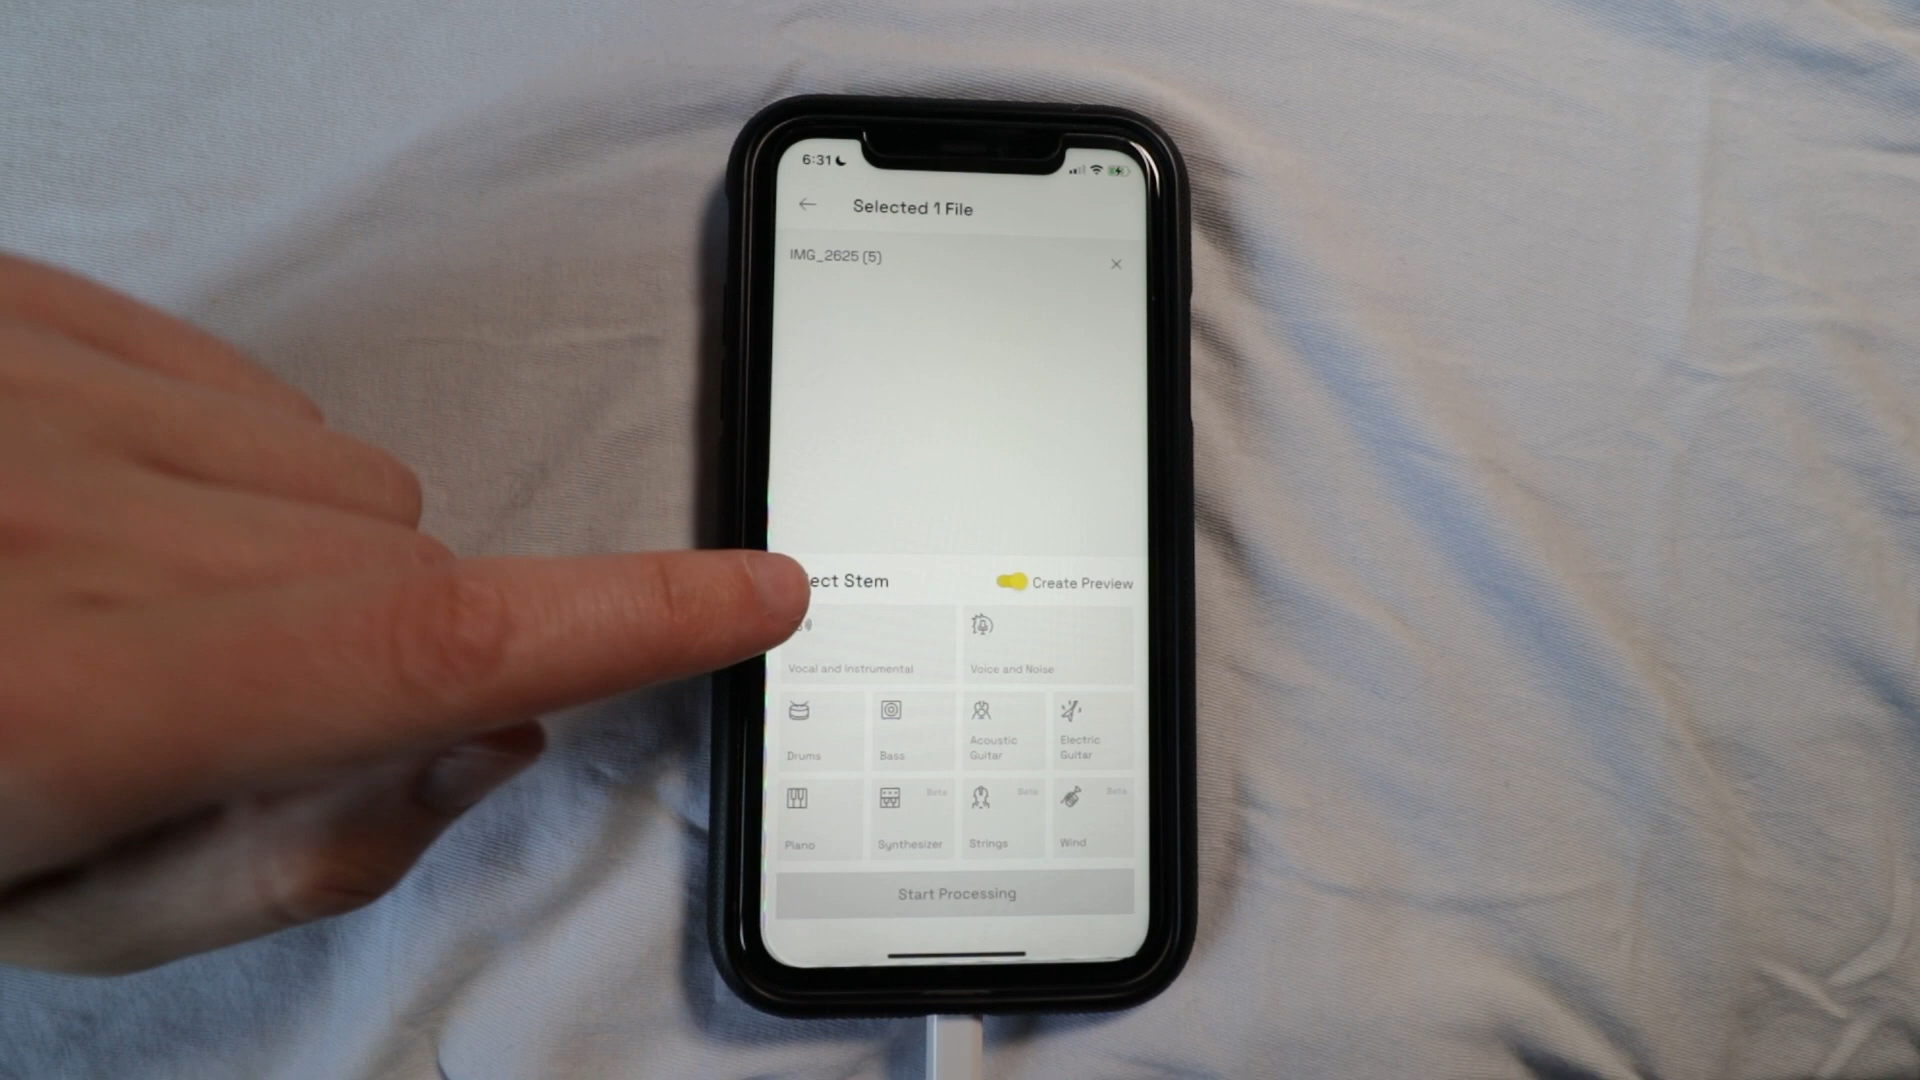 6:31
Selected 1 File
IMG_2625 (5)
ect Stem
Create Preview
Vocal and Instrumental
Voice and Noise
Drums
Bass
Acoustic
Guitar
Electric
Guitar
Piano
Beta
Synthesizer
Beta
Strings
Beta
Wind
Start Processing